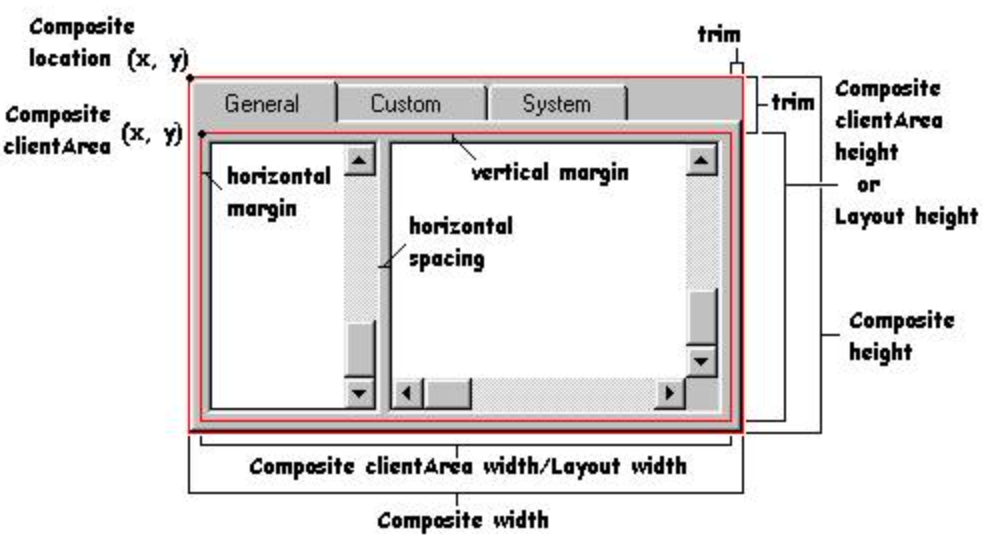 Composite
location (x, y)
trim
General
Custom
System
trim
Composite
clientArea
height
or
Layout height
Composite
clientArea (x, y)
horizontal
margin
vertical margin
horizontal
spacing
Composite
height
Composite clientArea width/Layout width
Composite width